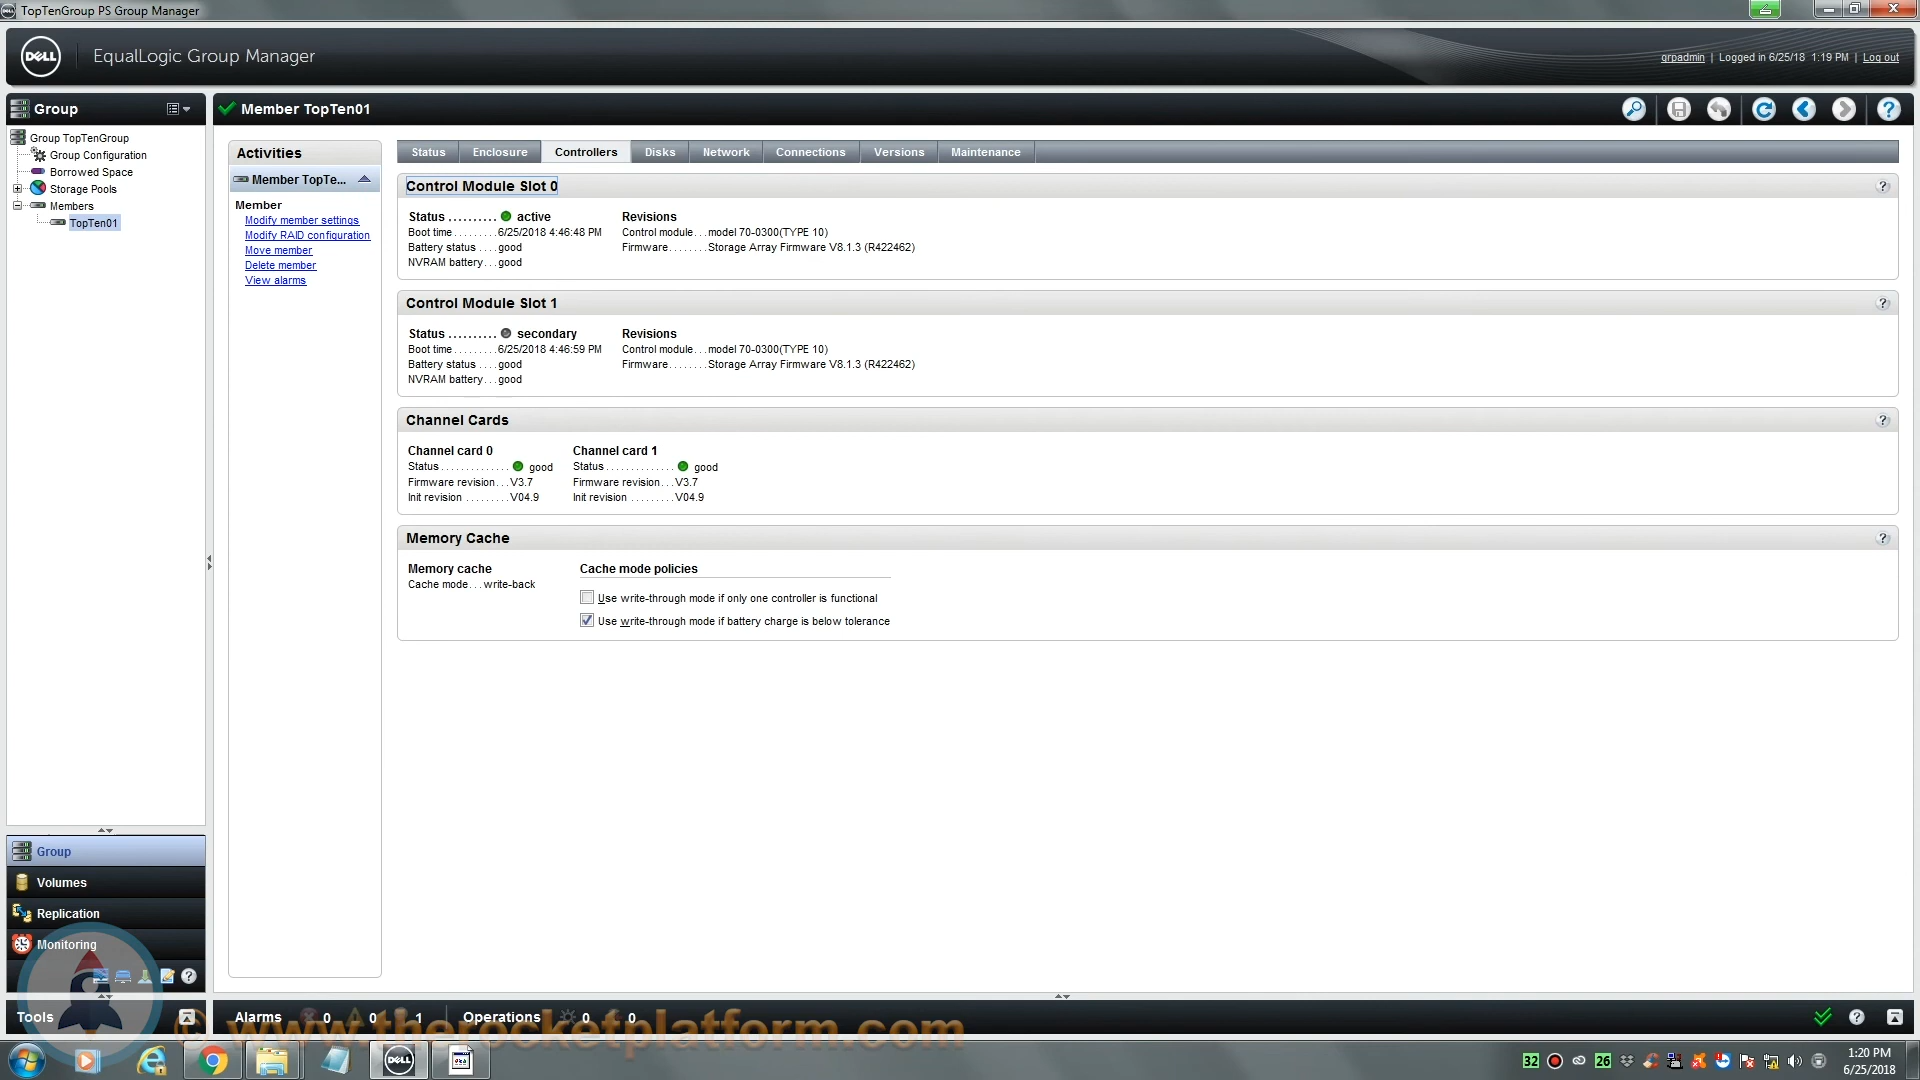 TopTenGroup PS Group Manager
DELL EqualLogic Group Manager
grpadmin | Logged in 6/25/18 1:19 PM | Log out
Group
Member TopTen01
Group TopTenGroup
Group Configuration
Borrowed Space
Storage Pools
Members
TopTen01
Activities
Member TopTe...
Member
Modify member settings
Modify RAID configuration
Move member
Delete member
View alarms
Status Enclosure Controllers Disks Network Connections Versions Maintenance
Control Module Slot 0
Status .......... active Revisions
Boot time ......... 6/25/2018 4:46:48 PM Control module... model 70-0300(TYPE 10)
Battery status .... good Firmware ........ Storage Array Firmware V8.1.3 (R422462)
NVRAM battery... good
Control Module Slot 1
Status .......... secondary Revisions
Boot time ......... 6/25/2018 4:46:59 PM Control module... model 70-0300(TYPE 10)
Battery status .... good Firmware ........ Storage Array Firmware V8.1.3 (R422462)
NVRAM battery... good
Channel Cards
Channel card 0 Channel card 1
Status .............. good Status .............. good
Firmware revision... V3.7 Firmware revision... V3.7
Init revision ......... V04.9 Init revision ......... V04.9
Memory Cache
Memory cache Cache mode policies
Cache mode... write-back
Use write-through mode if only one controller is functional
Use write-through mode if battery charge is below tolerance
Group
Volumes
Replication
Monitoring
Tools
Alarms 0 0 1 Operations 0 0
© www.therocketplatform.com
DELL
32 26
1:20 PM
6/25/2018